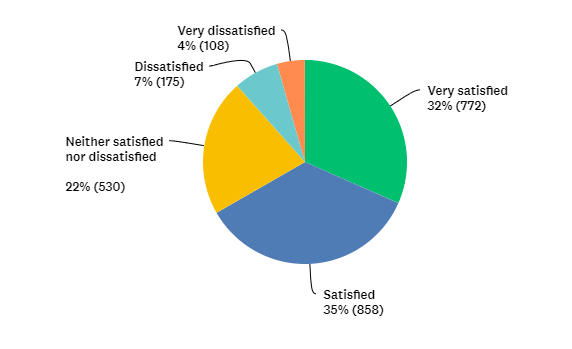 Very dissatisfied
4% (108)
Dissatisfied
7% (175)
Very satisfied
32% (772)
Neither satisfied
nor dissatisfied
22% (530)
Satisfied
35% (858)